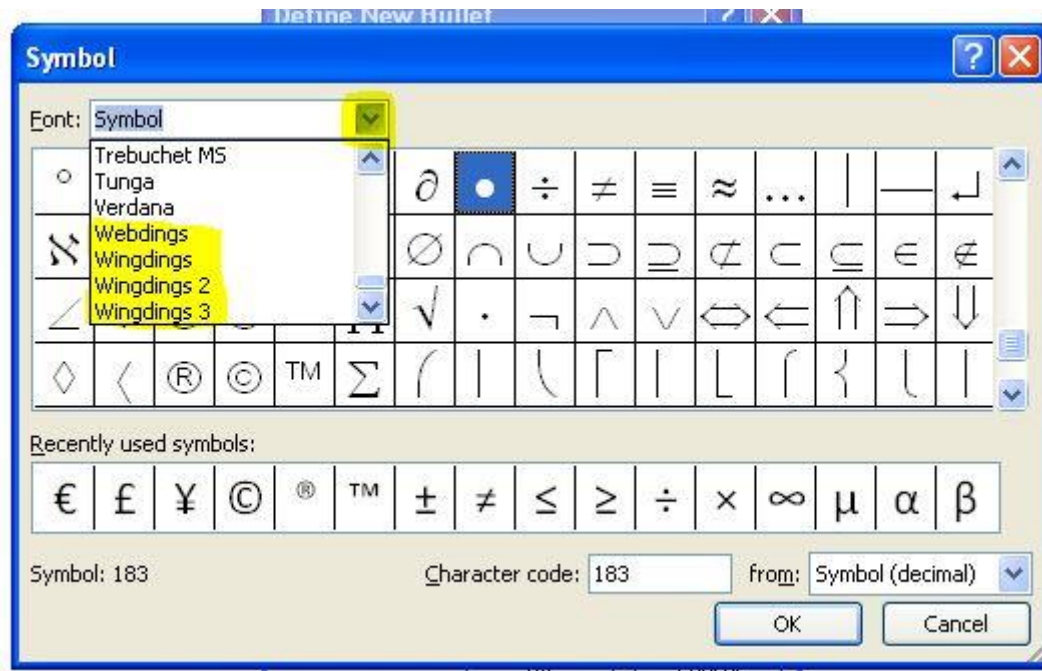 Define New Bullet
Symbol
Font: Symbol
Trebuchet MS
Tunga
Verdana
Webdings
Wingdings
Wingdings 2
Wingdings 3
° ∂ • ÷ ≠ ≡ ≈ … | — ↵
ℵ ∅ ∩ ∪ ⊃ ⊇ ⊄ ⊂ ⊆ ∈ ∉
∠ √ · ¬ ∧ ∨ ⇔ ⇐ ⇑ ⇒ ⇓
◊ 〈 ® © ™ Σ ⎛ ⎜ ⎝ ⎡ ⎢ ⎣ ⎧ ⎨ ⎩ ⎪
Recently used symbols:
€ £ ¥ © ® ™ ± ≠ ≤ ≥ ÷ × ∞ µ α β
Symbol: 183
Character code: 183
from: Symbol (decimal)
OK
Cancel